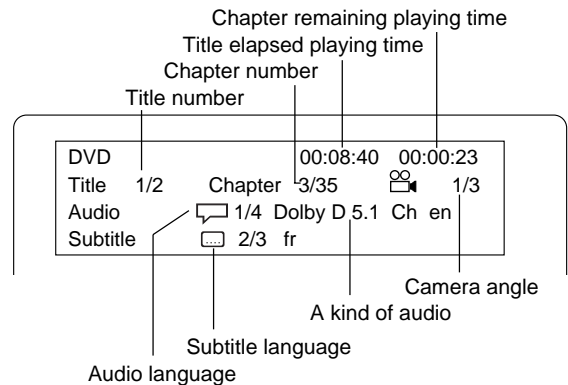 Chapter remaining playing time
Title elapsed playing time
Chapter number
Title number
DVD 00:08:40 00:00:23
Title 1/2 Chapter 3/35 1/3
Audio 1/4 Dolby D 5.1 Ch en
Subtitle 2/3 fr
Camera angle
A kind of audio
Subtitle language
Audio language